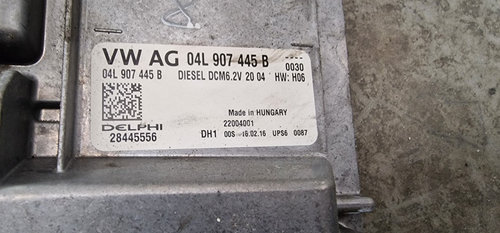 VW AG 04L 907 445 B
0030
04L 907 445 B DIESEL DCM6.2V 20 04 HW: H06
Made in HUNGARY
22004001
DELPHI
28445556
DH1 00S 16.02.16 UPS6 0087